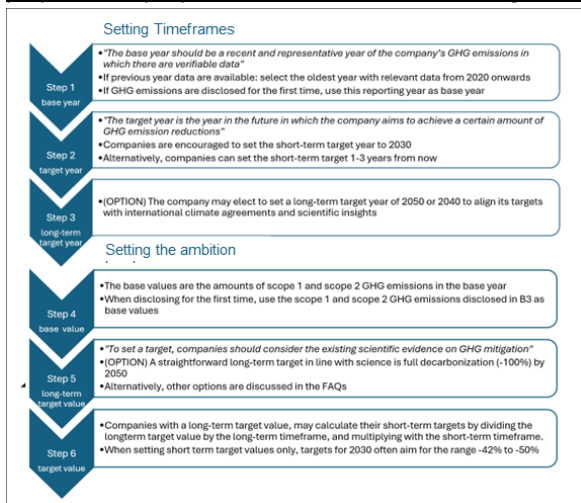 Setting Timeframes
Step 1
base year
•"The base year should be a recent and representative year of the company's GHG emissions in
which there are verifiable data"
•If previous year data are available: select the oldest year with relevant data from 2020 onwards
•If GHG emissions are disclosed for the first time, use this reporting year as base year
Step 2
target year
•"The target year is the year in the future in which the company aims to achieve a certain amount of
GHG emission reductions"
•Companies are encouraged to set the short-term target year to 2030
•Alternatively, companies can set the short-term target 1-3 years from now
Step 3
long-term
target year
•(OPTION) The company may elect to set a long-term target year of 2050 or 2040 to align its targets
with international climate agreements and scientific insights
Setting the ambition
Step 4
base value
•The base values are the amounts of scope 1 and scope 2 GHG emissions in the base year
•When disclosing for the first time, use the scope 1 and scope 2 GHG emissions disclosed in B3 as
base values
Step 5
long-term
target value
•"To set a target, companies should consider the existing scientific evidence on GHG mitigation"
•(OPTION) A straightforward long-term target in line with science is full decarbonization (-100%) by
2050
•Alternatively, other options are discussed in the FAQs
Step 6
target value
•Companies with a long-term target value, may calculate their short-term targets by dividing the
longterm target value by the long-term timeframe, and multiplying with the short-term timeframe.
•When setting short term target values only, targets for 2030 often aim for the range -42% to -50%